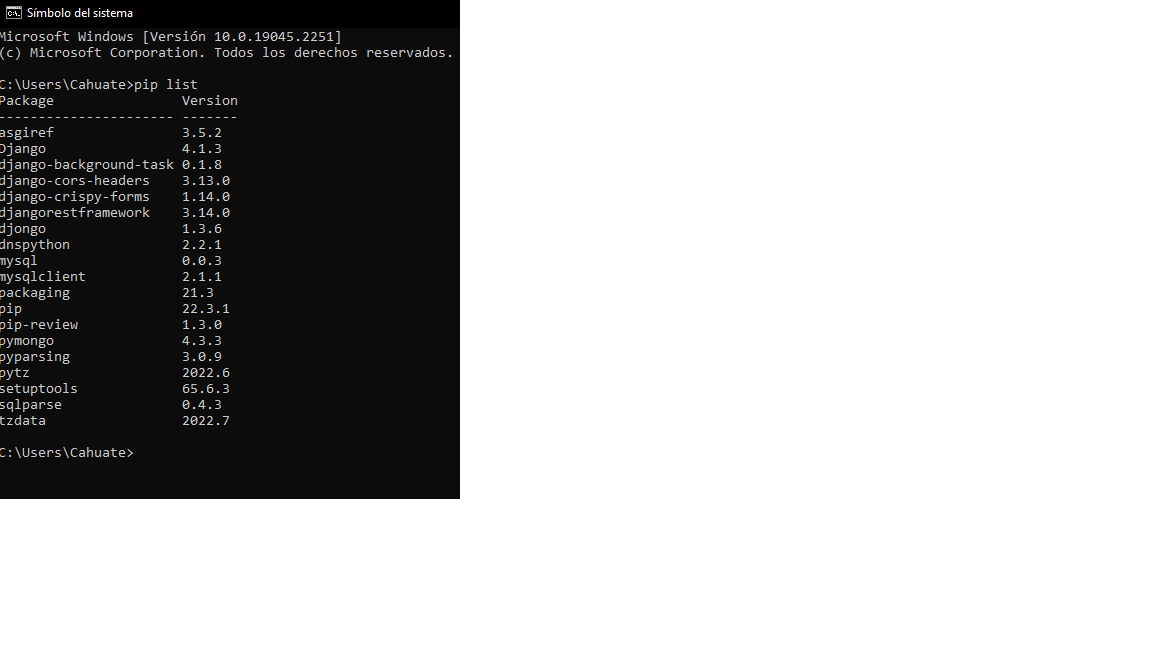 Símbolo del sistema
Microsoft Windows [Versión 10.0.19045.2251]
(c) Microsoft Corporation. Todos los derechos reservados.
C:\Users\Cahuate>pip list
Package Version
---------------------- -------
asgiref 3.5.2
Django 4.1.3
django-background-task 0.1.8
django-cors-headers 3.13.0
django-crispy-forms 1.14.0
djangorestframework 3.14.0
djongo 1.3.6
dnspython 2.2.1
mysql 0.0.3
mysqlclient 2.1.1
packaging 21.3
pip 22.3.1
pip-review 1.3.0
pymongo 4.3.3
pyparsing 3.0.9
pytz 2022.6
setuptools 65.6.3
sqlparse 0.4.3
tzdata 2022.7
C:\Users\Cahuate>